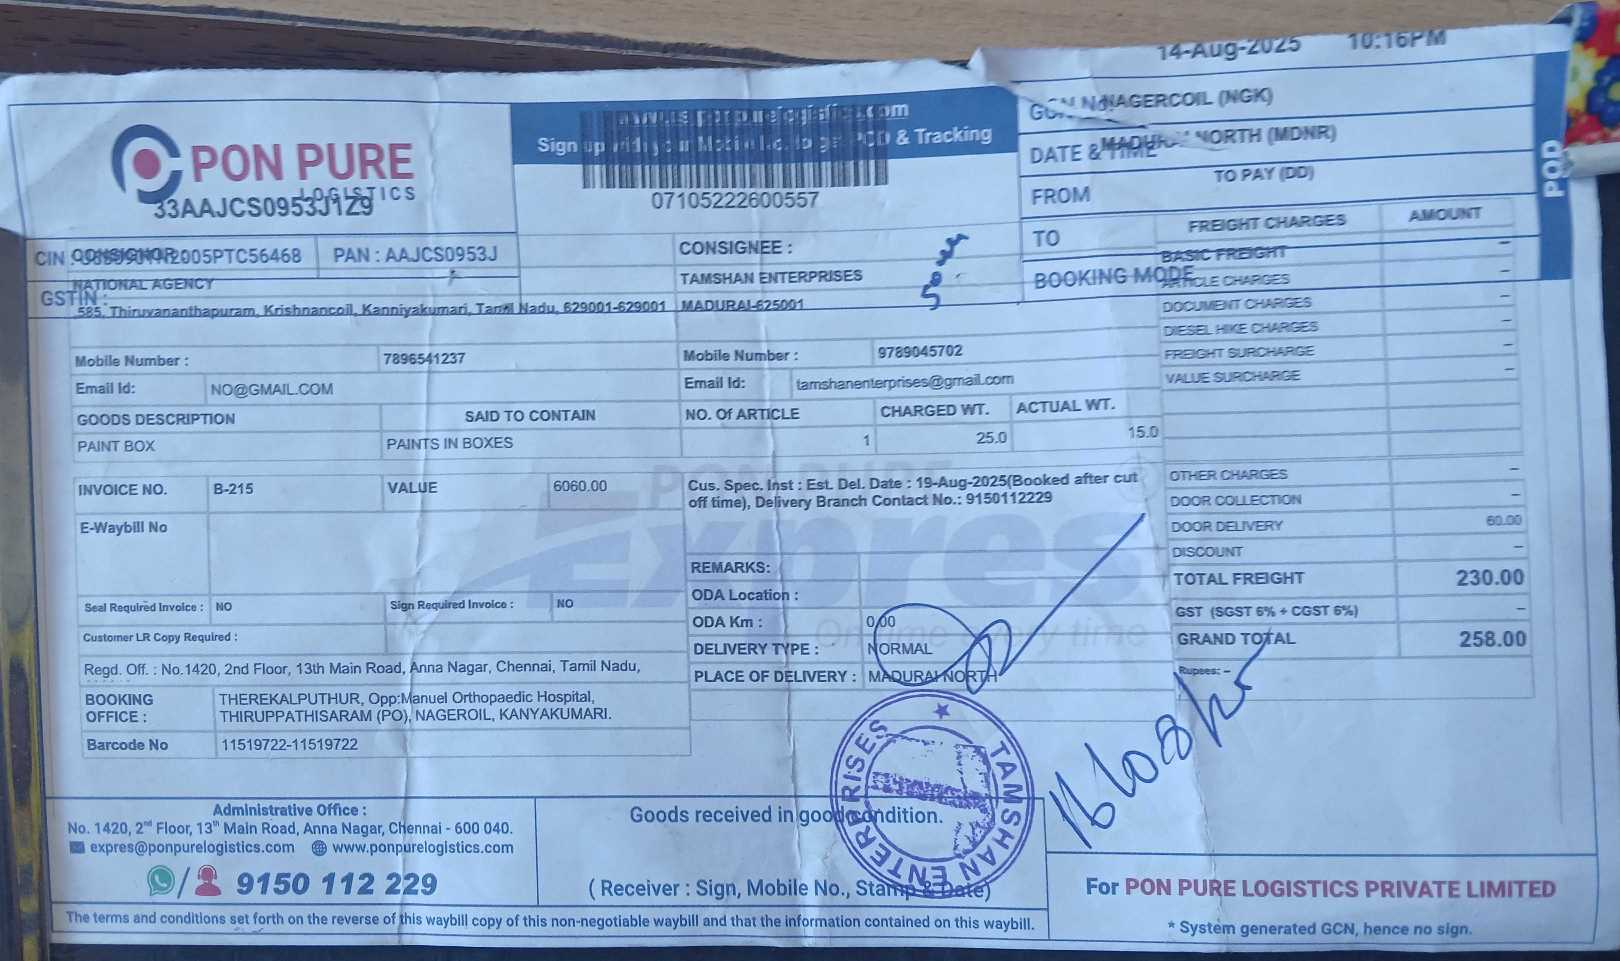 14-Aug-2025 10:16PM
PON PURE
LOGISTICS
33AAJCS0953J1Z9
Sign & Tracking
07105222600557
NAGERCOIL (NGK)
DATE & TIME
NORTH (MDNR)
FROM
TO PAY (DD)
TO
BOOKING MODE
POD
PAN : AAJCS0953J
CIN :
CONSIGNOR
GSTIN :
NATIONAL AGENCY
585, Thiruvananthapuram, Krishnancoil, Kanniyakumari, Tamil Nadu, 629001-629001
CONSIGNEE :
TAMSHAN ENTERPRISES
MADURAI-625001
Mobile Number : 7896541237
Mobile Number : 9789045702
Email Id: NO@GMAIL.COM
Email Id: tamshanenterprises@gmail.com
GOODS DESCRIPTION SAID TO CONTAIN NO. Of ARTICLE CHARGED WT. ACTUAL WT.
PAINT BOX PAINTS IN BOXES 1 25.0 15.0
INVOICE NO. B-215 VALUE 6060.00
Cus. Spec. Inst : Est. Del. Date : 19-Aug-2025(Booked after cut
off time), Delivery Branch Contact No.: 9150112229
E-Waybill No
REMARKS:
ODA Location :
Seal Required Invoice : NO Sign Required Invoice : NO
ODA Km : 0.00
Customer LR Copy Required :
DELIVERY TYPE : NORMAL
PLACE OF DELIVERY : MADURAI NORTH
Regd. Off. : No.1420, 2nd Floor, 13th Main Road, Anna Nagar, Chennai, Tamil Nadu,
BOOKING OFFICE : THEREKALPUTHUR, Opp:Manuel Orthopaedic Hospital,
THIRUPPATHISARAM (PO), NAGEROIL, KANYAKUMARI.
Barcode No 11519722-11519722
FREIGHT CHARGES AMOUNT
BASIC FREIGHT –
ARTICLE CHARGES –
DOCUMENT CHARGES –
DIESEL HIKE CHARGES –
FREIGHT SURCHARGE –
VALUE SURCHARGE –
OTHER CHARGES –
DOOR COLLECTION –
DOOR DELIVERY 60.00
DISCOUNT –
TOTAL FREIGHT 230.00
GST (SGST 6% + CGST 6%) –
GRAND TOTAL 258.00
Rupees: –
PON PURE
Expres
On time every time
Administrative Office :
No. 1420, 2nd Floor, 13th Main Road, Anna Nagar, Chennai - 600 040.
expres@ponpurelogistics.com www.ponpurelogistics.com
9150 112 229
Goods received in good condition.
( Receiver : Sign, Mobile No., Stamp & Date)
TAMSHAN ENTERPRISES
For PON PURE LOGISTICS PRIVATE LIMITED
* System generated GCN, hence no sign.
The terms and conditions set forth on the reverse of this waybill copy of this non-negotiable waybill and that the information contained on this waybill.